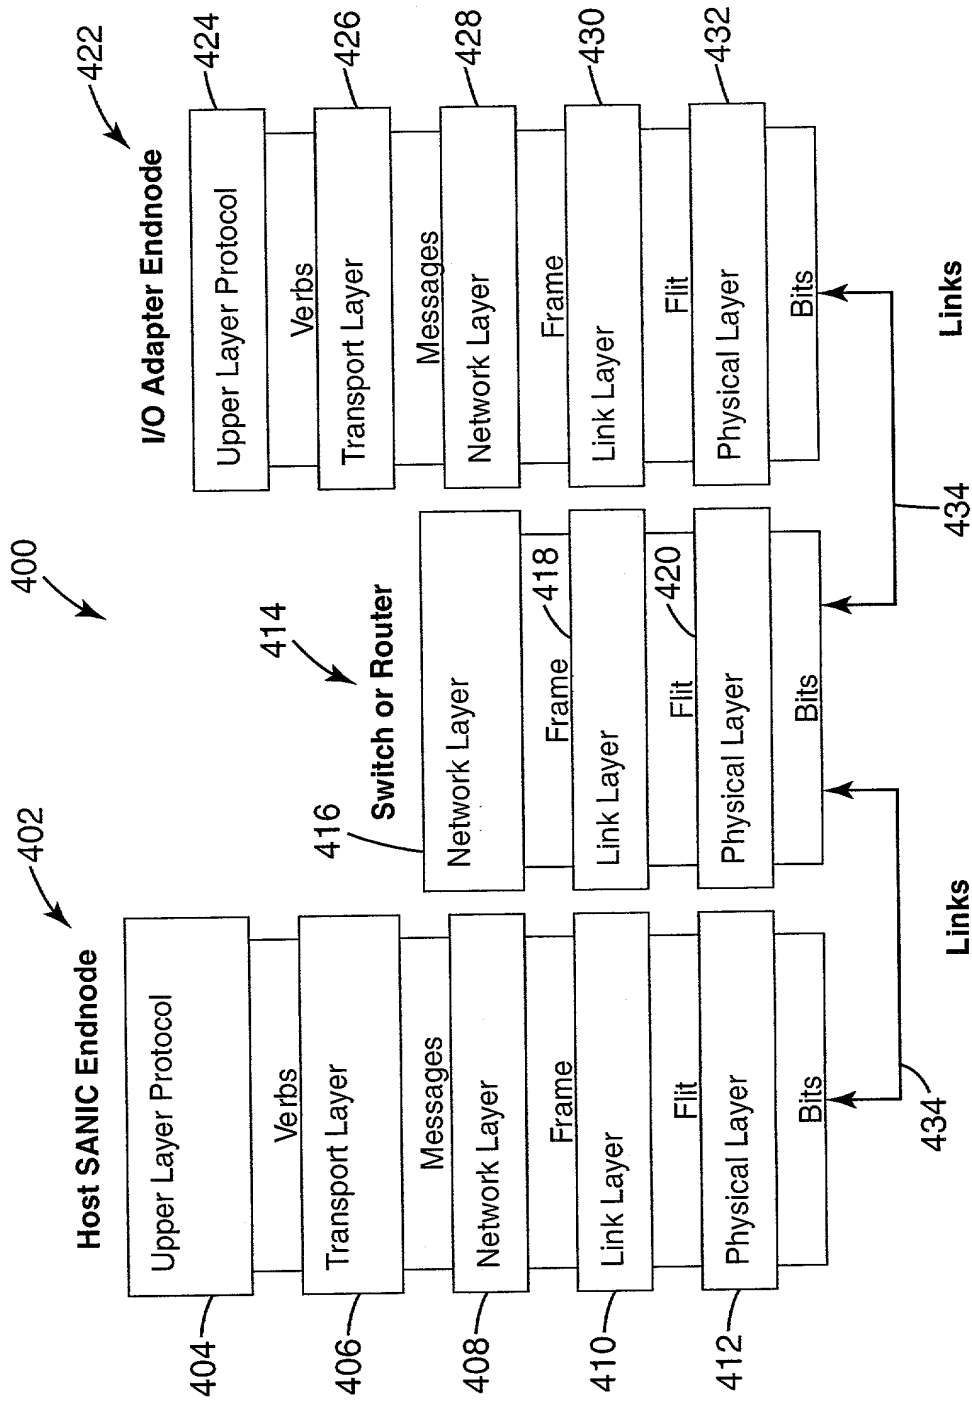 400
Host SANIC Endnode
402
Upper Layer Protocol
404
Verbs
Transport Layer
406
Messages
Network Layer
408
Frame
Link Layer
410
Flit
Physical Layer
412
Bits
Switch or Router
414
Network Layer
416
Frame
418
Link Layer
Flit
420
Physical Layer
Bits
I/O Adapter Endnode
422
Upper Layer Protocol
424
Verbs
Transport Layer
426
Messages
Network Layer
428
Frame
Link Layer
430
Flit
Physical Layer
432
Bits
434
Links
434
Links